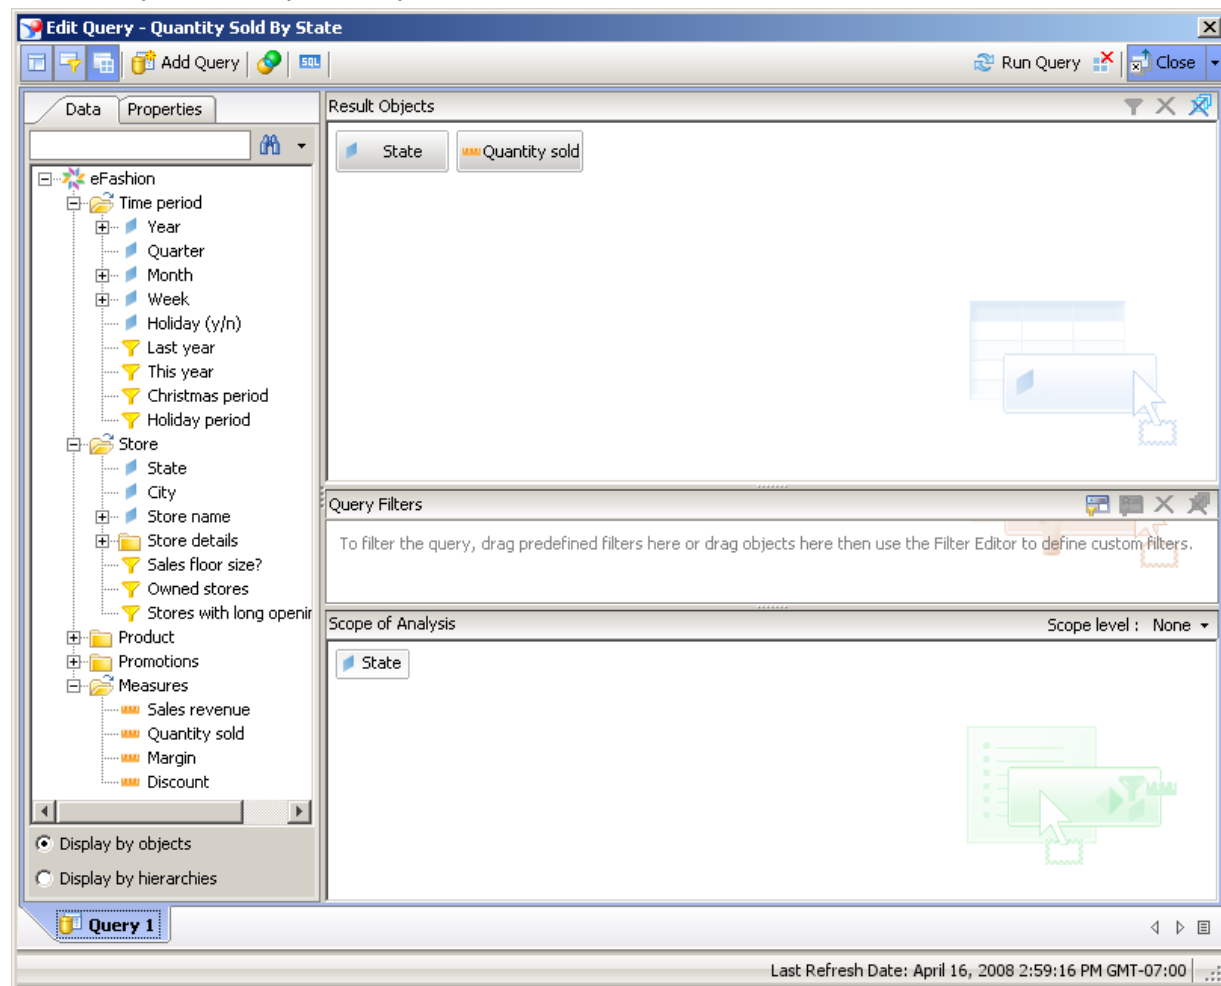 Edit Query - Quantity Sold By State
Add Query
SQL
Run Query
Close
Data
Properties
eFashion
Time period
Year
Quarter
Month
Week
Holiday (y/n)
Last year
This year
Christmas period
Holiday period
Store
State
City
Store name
Store details
Sales floor size?
Owned stores
Stores with long openin
Product
Promotions
Measures
Sales revenue
Quantity sold
Margin
Discount
Display by objects
Display by hierarchies
Result Objects
State
Quantity sold
Query Filters
To filter the query, drag predefined filters here or drag objects here then use the Filter Editor to define custom filters.
Scope of Analysis
Scope level : None
State
Query 1
Last Refresh Date: April 16, 2008 2:59:16 PM GMT-07:00